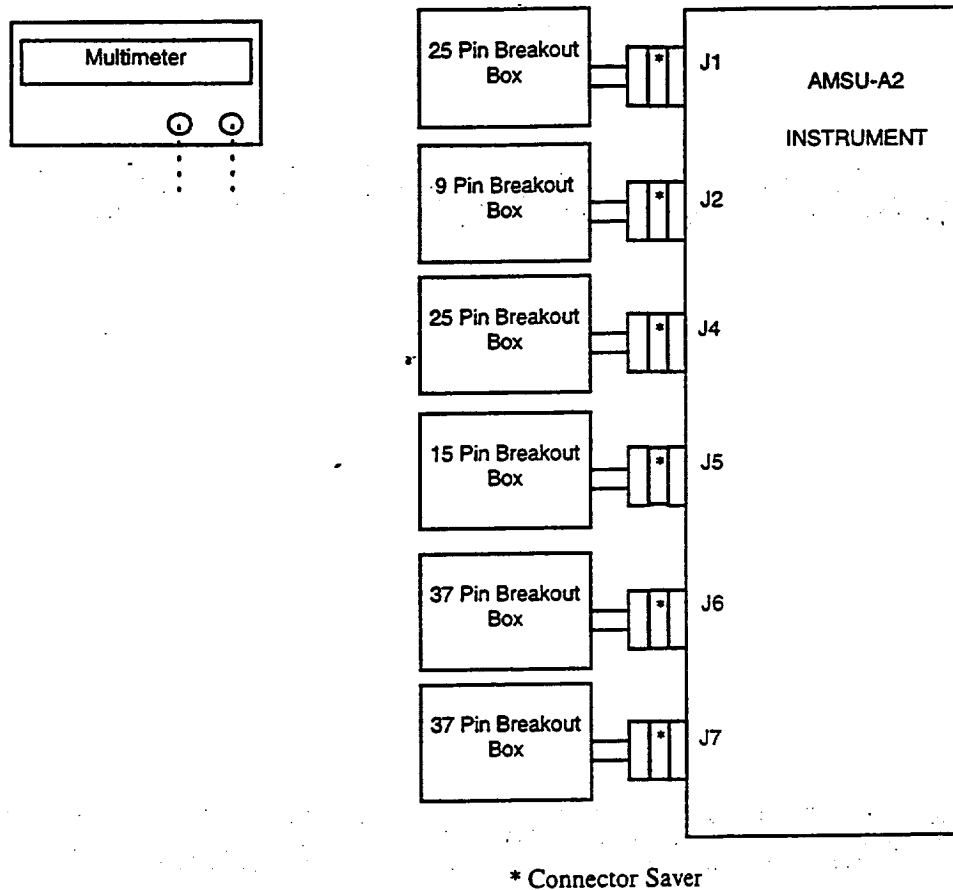 Multimeter
25 Pin Breakout
Box
* J1
AMSU-A2
INSTRUMENT
9 Pin Breakout
Box
* J2
25 Pin Breakout
Box
* J4
15 Pin Breakout
Box
* J5
37 Pin Breakout
Box
* J6
37 Pin Breakout
Box
* J7
* Connector Saver